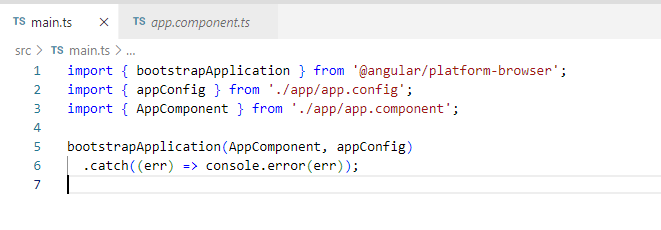 TS main.ts × TS app.component.ts
src > TS main.ts > ...
1 import { bootstrapApplication } from '@angular/platform-browser';
2 import { appConfig } from './app/app.config';
3 import { AppComponent } from './app/app.component';
4
5 bootstrapApplication(AppComponent, appConfig)
6 .catch((err) => console.error(err));
7